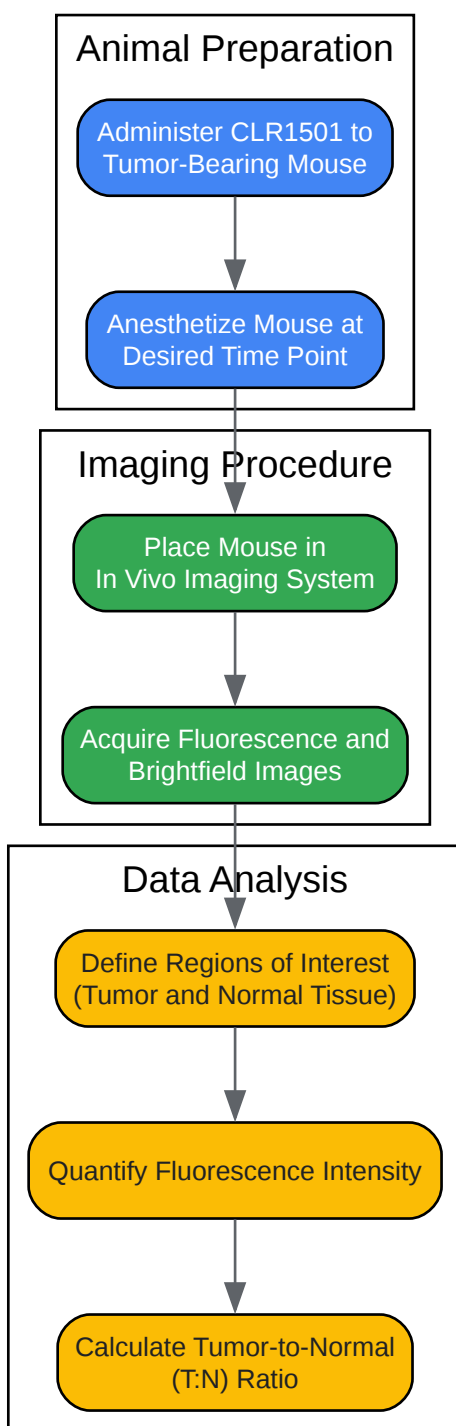 Animal Preparation
Administer CLR1501 to
Tumor-Bearing Mouse
Anesthetize Mouse at
Desired Time Point
Imaging Procedure
Place Mouse in
In Vivo Imaging System
Acquire Fluorescence and
Brightfield Images
Data Analysis
Define Regions of Interest
(Tumor and Normal Tissue)
Quantify Fluorescence Intensity
Calculate Tumor-to-Normal
(T:N) Ratio